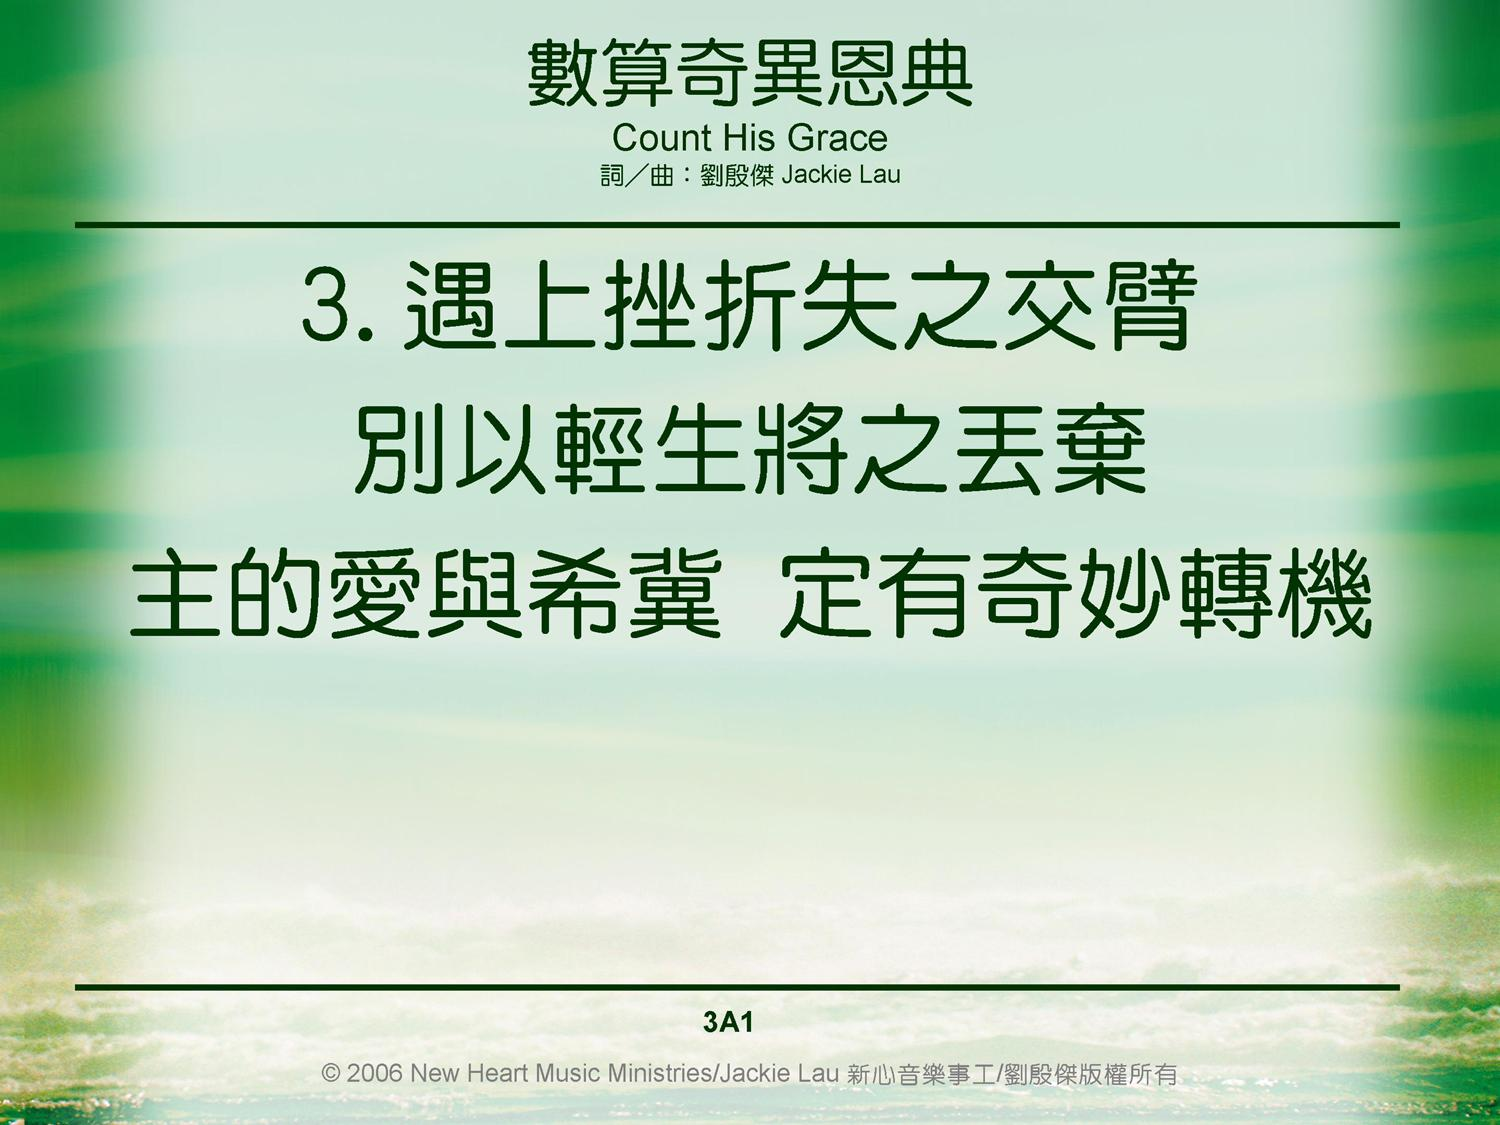 數算奇異恩典
Count His Grace
詞／曲：劉殷傑 Jackie Lau
3.遇上挫折失之交臂
別以輕生將之丟棄
主的愛與希冀 定有奇妙轉機
3A1
© 2006 New Heart Music Ministries/Jackie Lau 新心音樂事工/劉殷傑版權所有